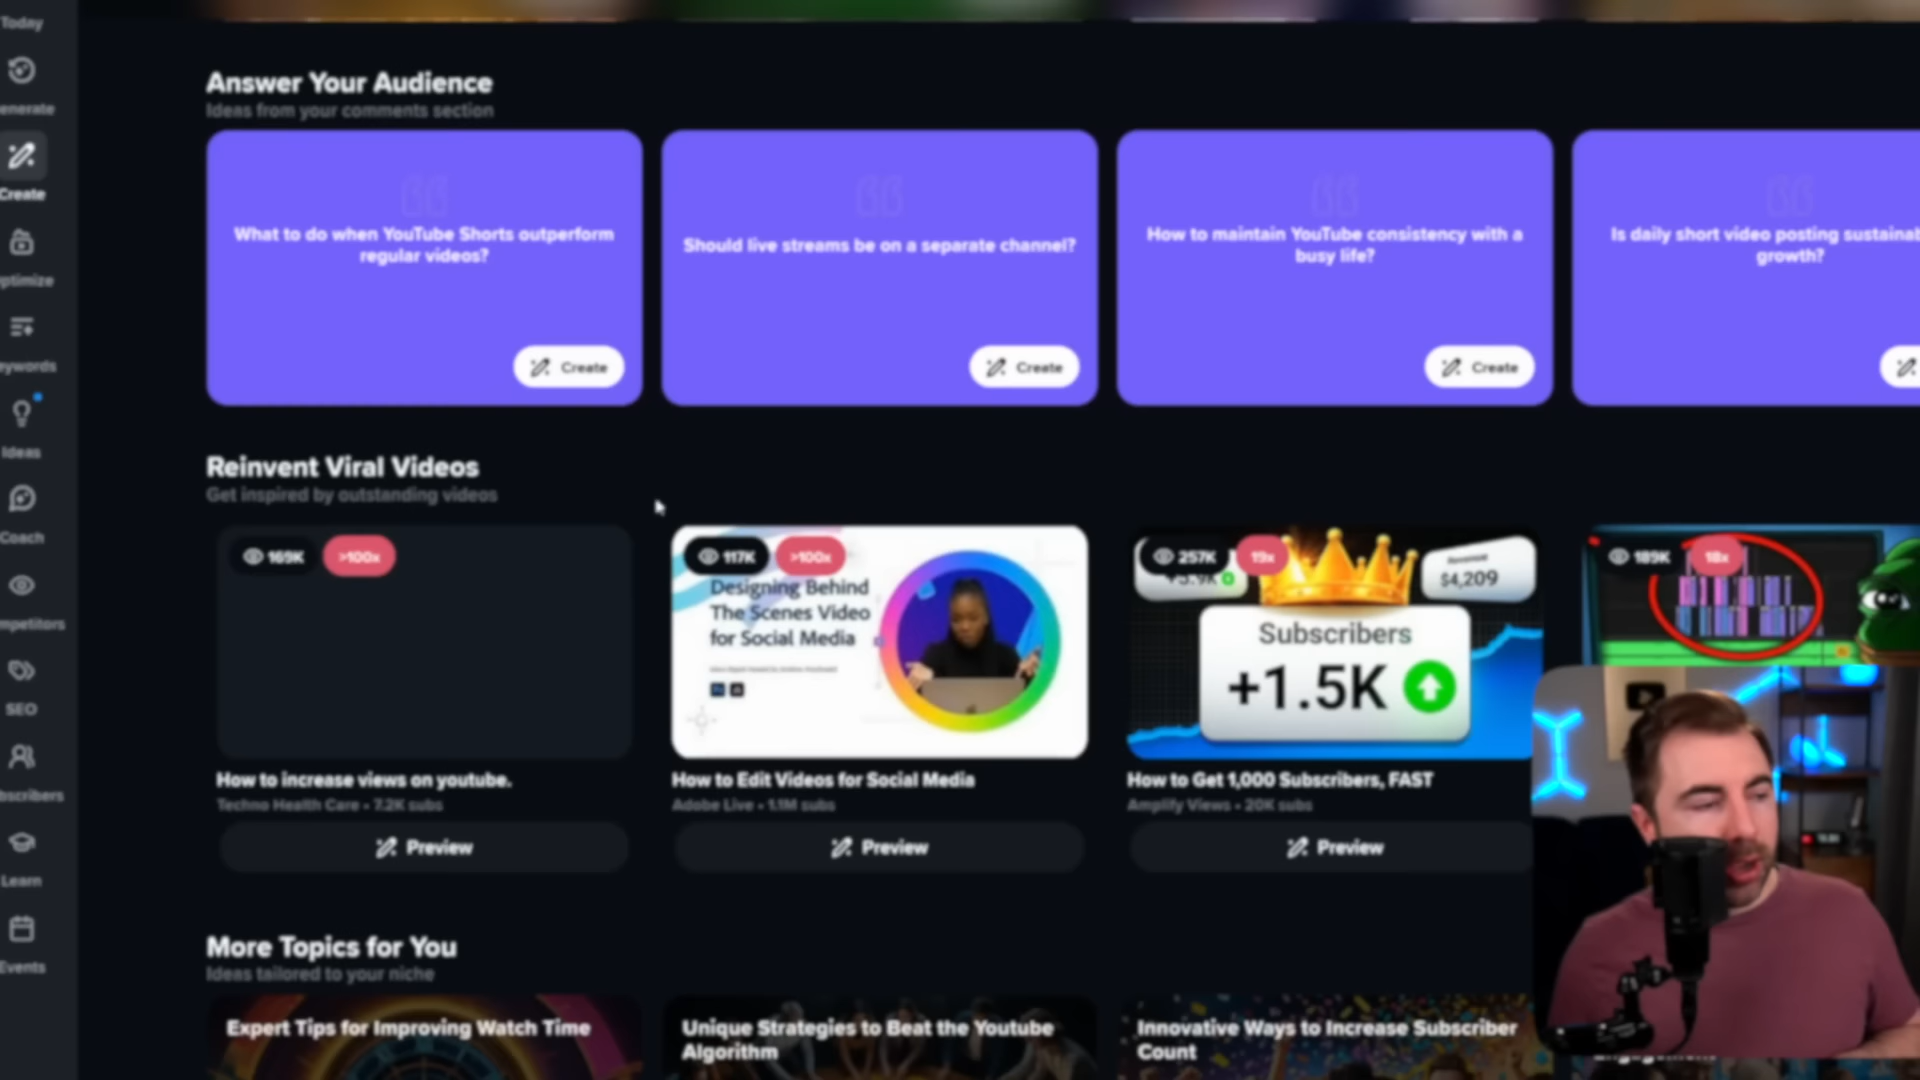 Today
enerate
Create
ptimize
eywords
Ideas
Coach
mpetitors
SEO
bscribers
Learn
Events
Answer Your Audience
Ideas from your comments section
What to do when YouTube Shorts outperform
regular videos?
Create
Should live streams be on a separate channel?
Create
How to maintain YouTube consistency with a
busy life?
Create
Is daily short video posting sustainab
growth?
Reinvent Viral Videos
Get inspired by outstanding videos
169K
>100x
How to increase views on youtube.
Techno Health Care • 7.2K subs
Preview
117K
>100x
Designing Behind
The Scenes Video
for Social Media
How to Edit Videos for Social Media
Adobe Live • 1.1M subs
Preview
257K
19x
+3.9K
Revenue
$4,209
Subscribers
+1.5K
How to Get 1,000 Subscribers, FAST
Amplify Views • 20K subs
Preview
189K
18x
More Topics for You
Ideas tailored to your niche
Expert Tips for Improving Watch Time
Unique Strategies to Beat the Youtube
Algorithm
Innovative Ways to Increase Subscriber
Count